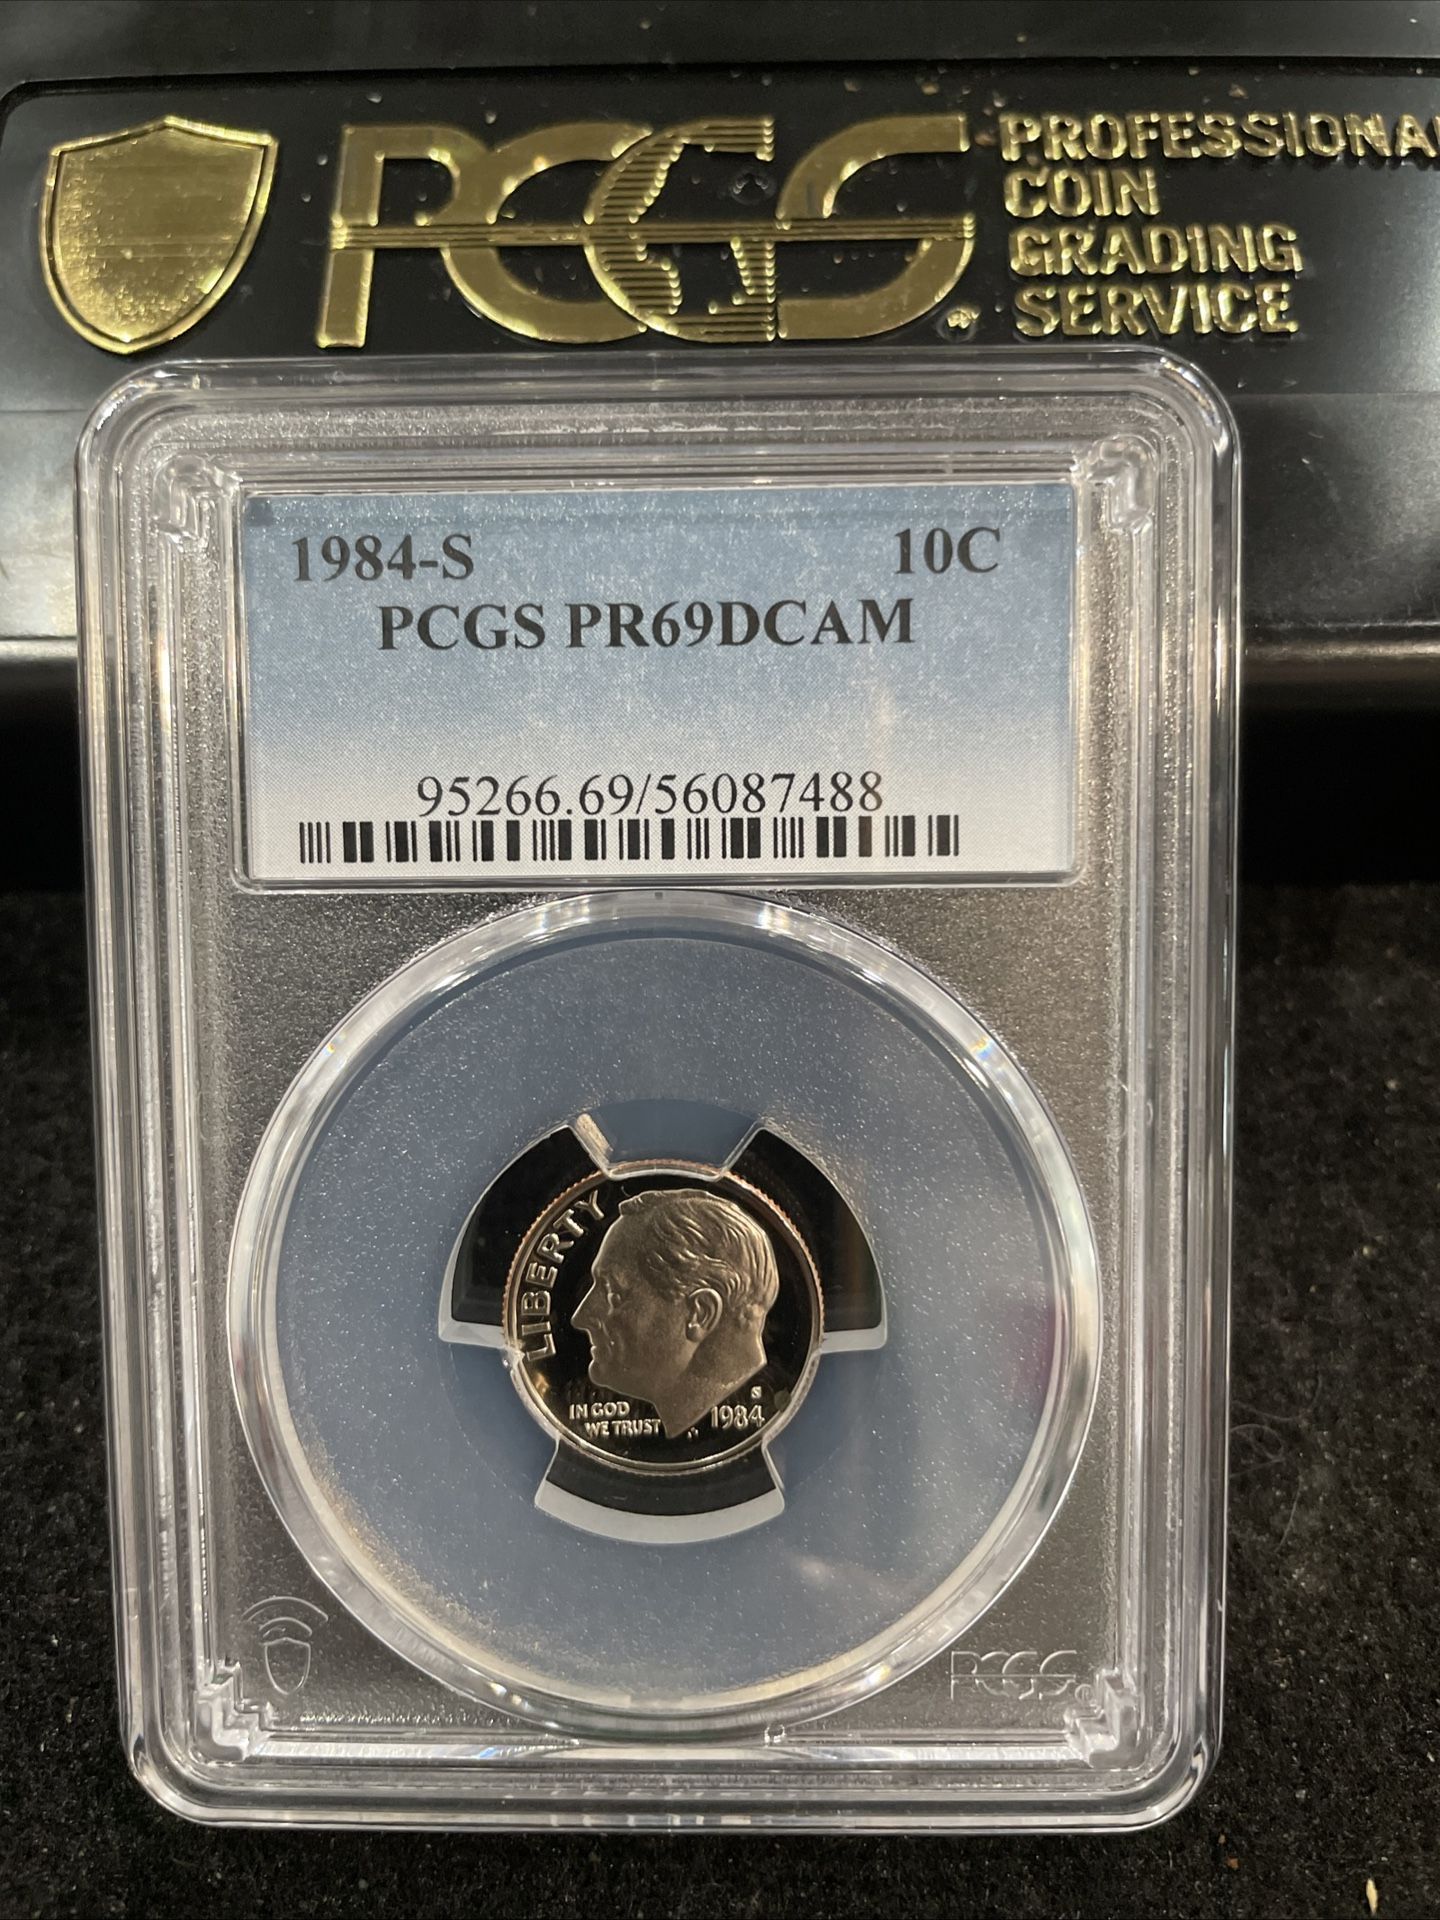 PCGS.
PROFESSIONAL
COIN
GRADING
SERVICE
1984-S 10C
PCGS PR69DCAM
95266.69/56087488
LIBERTY
IN GOD
WE TRUST
S
1984
PCGS